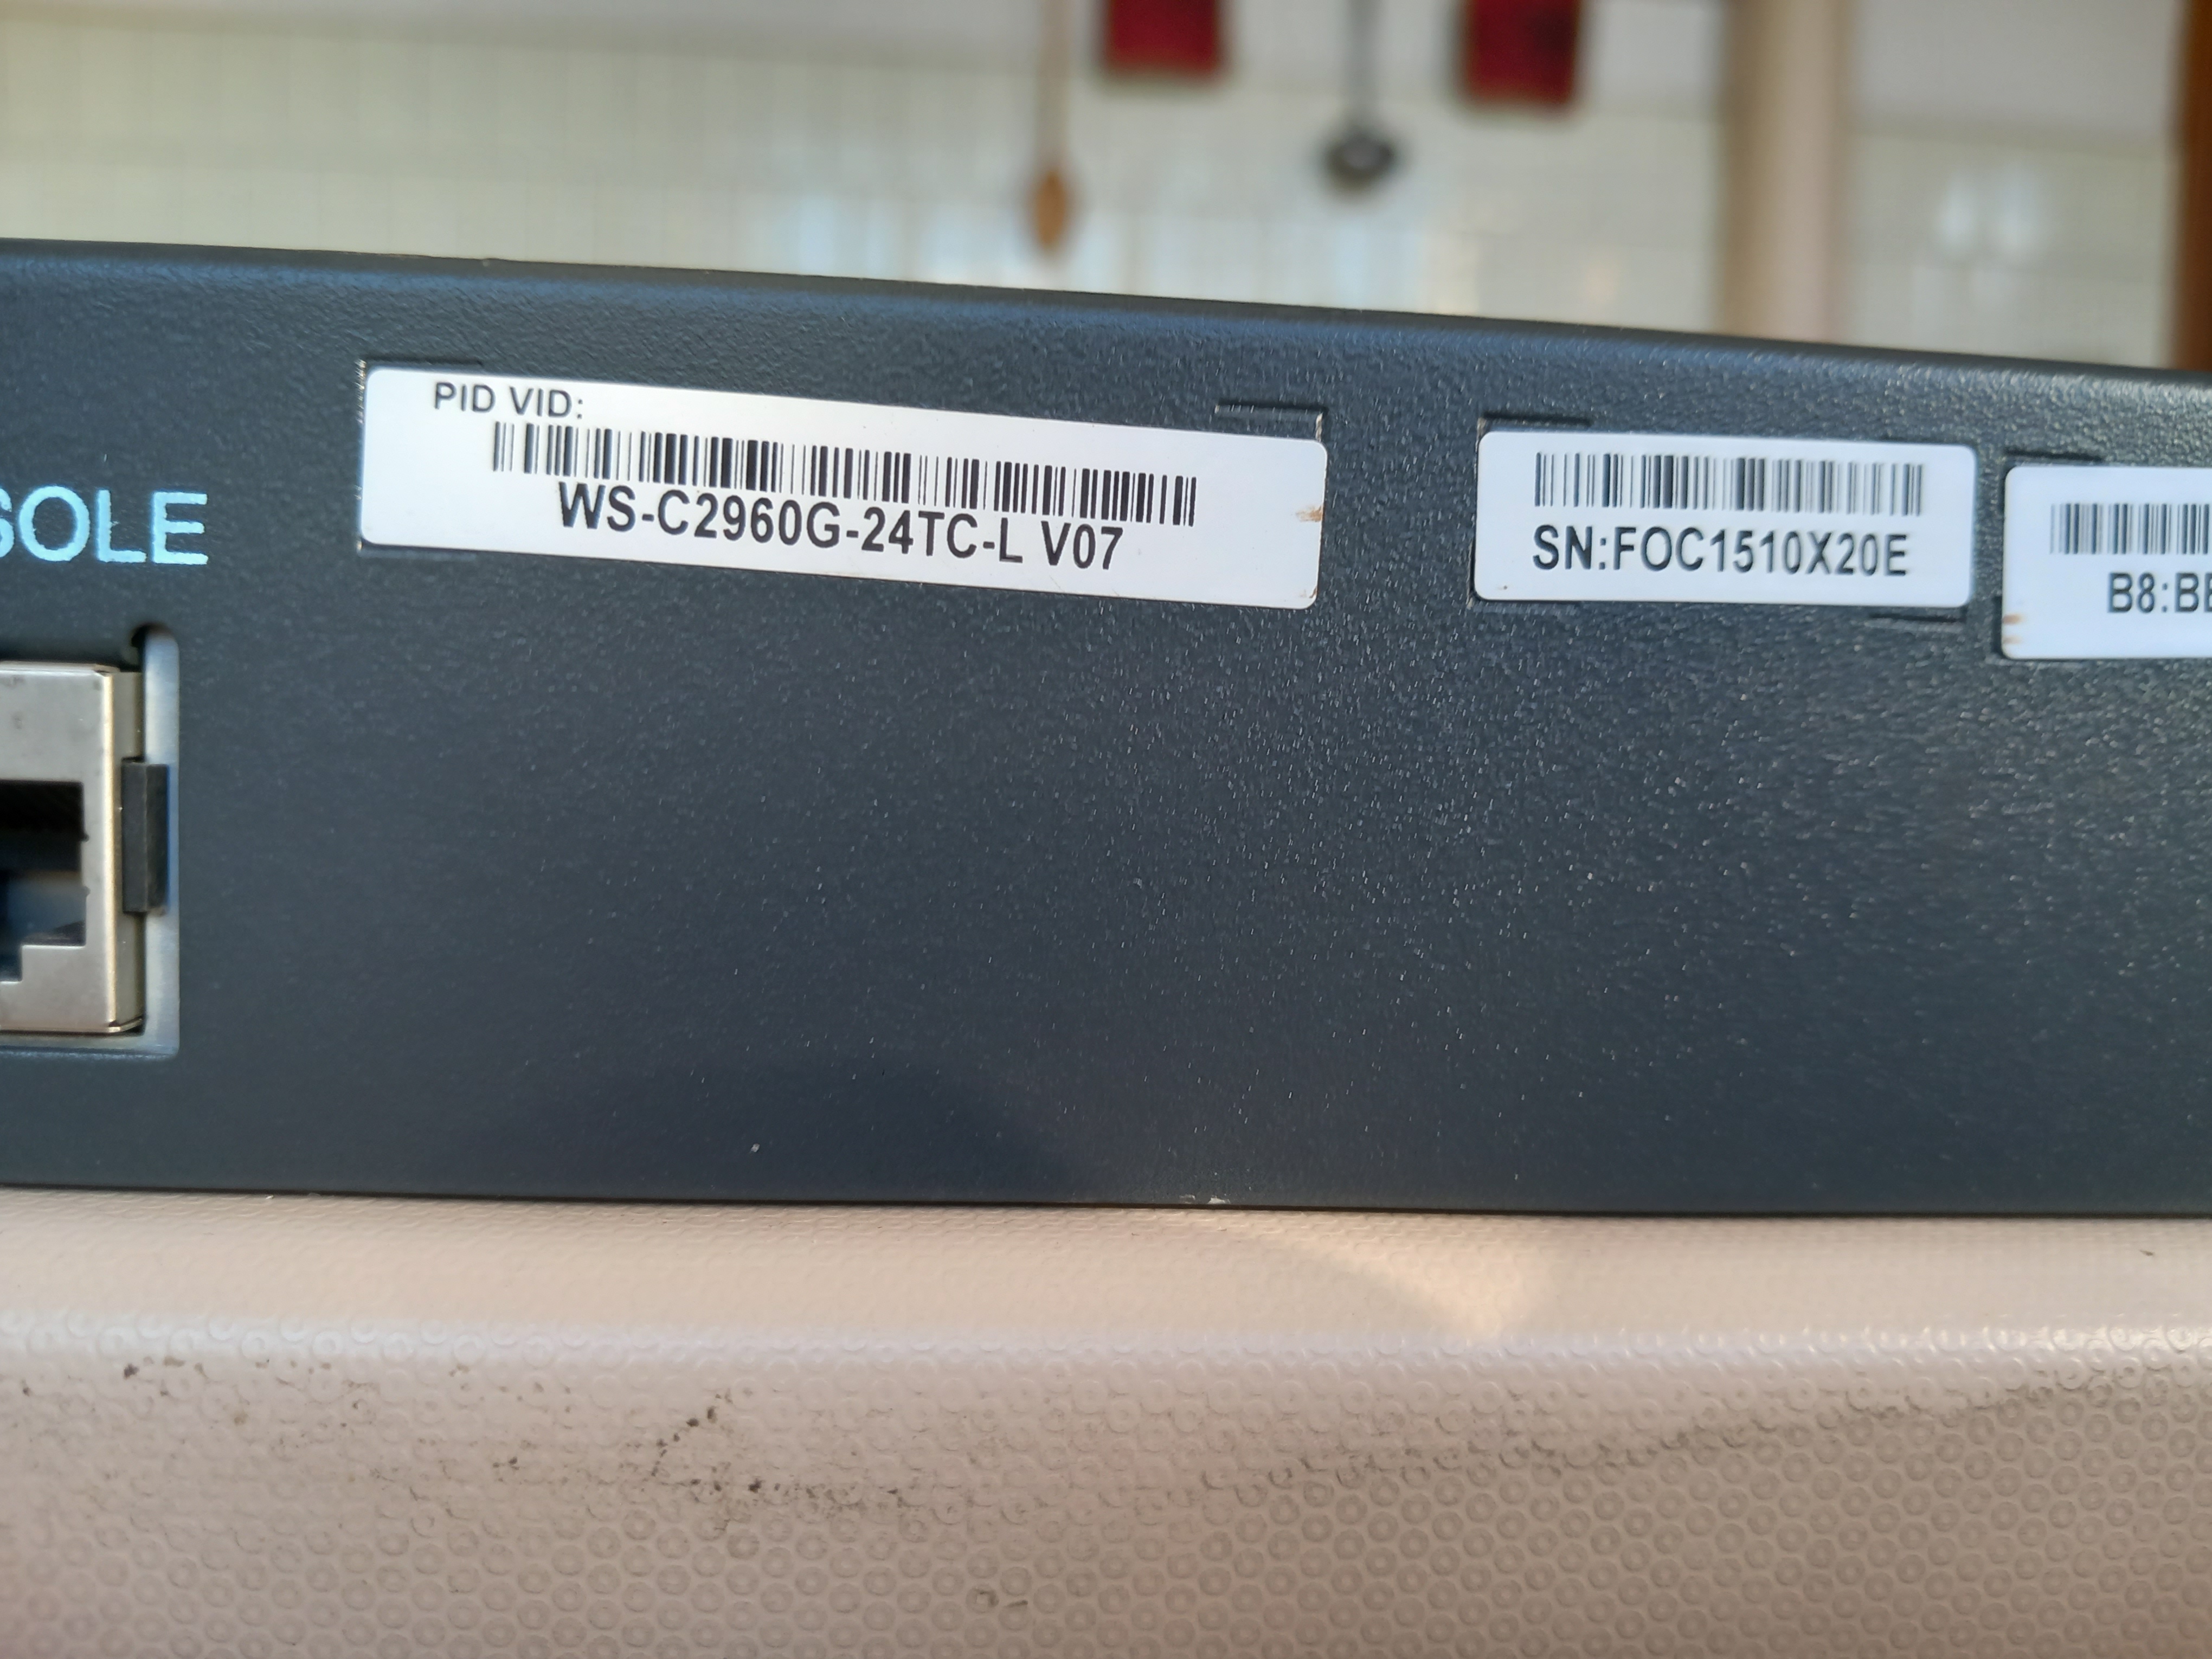 SOLE
PID VID:
WS-C2960G-24TC-L V07
SN:FOC1510X20E
B8:BE